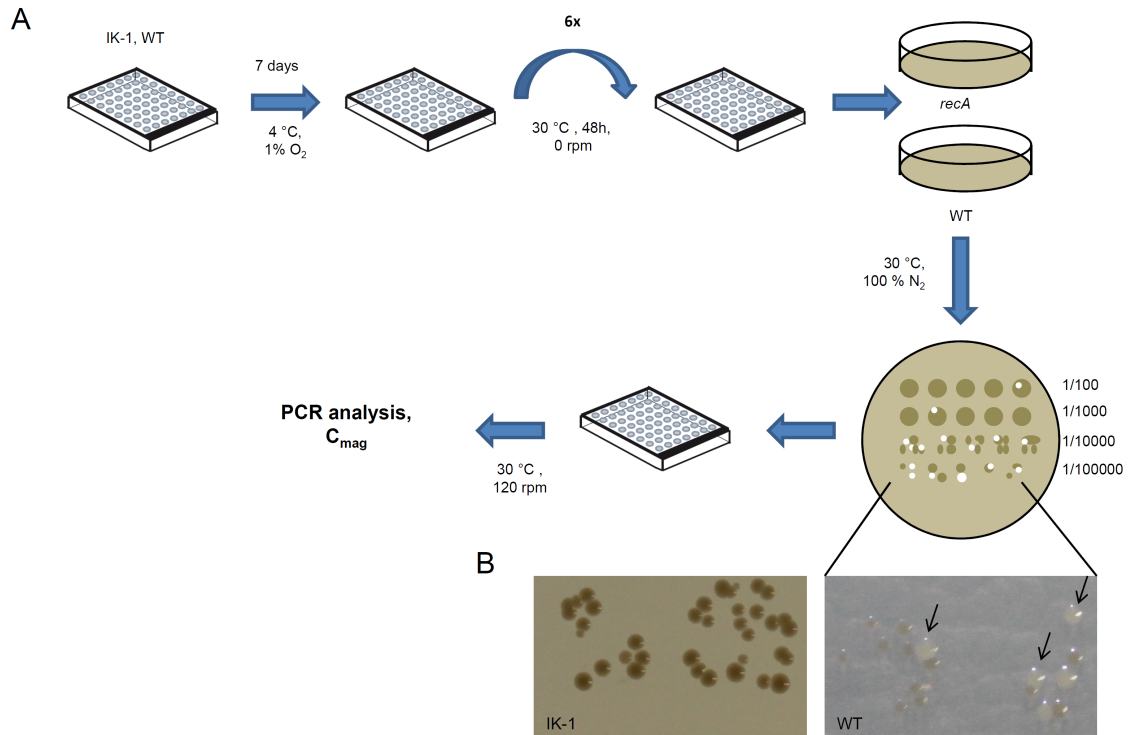 A
IK-1, WT
7 days
4 °C,
1% O2
6x
30 °C , 48h,
0 rpm
recA
WT
30 °C,
100 % N2
1/100
1/1000
1/10000
1/100000
30 °C ,
120 rpm
PCR analysis,
Cmag
B
IK-1
WT